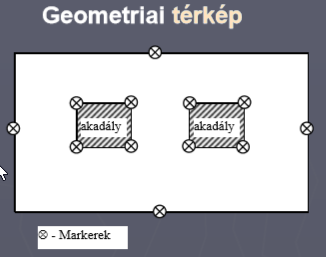 Geometriai térkép
akadály akadály
⊗ - Markerek